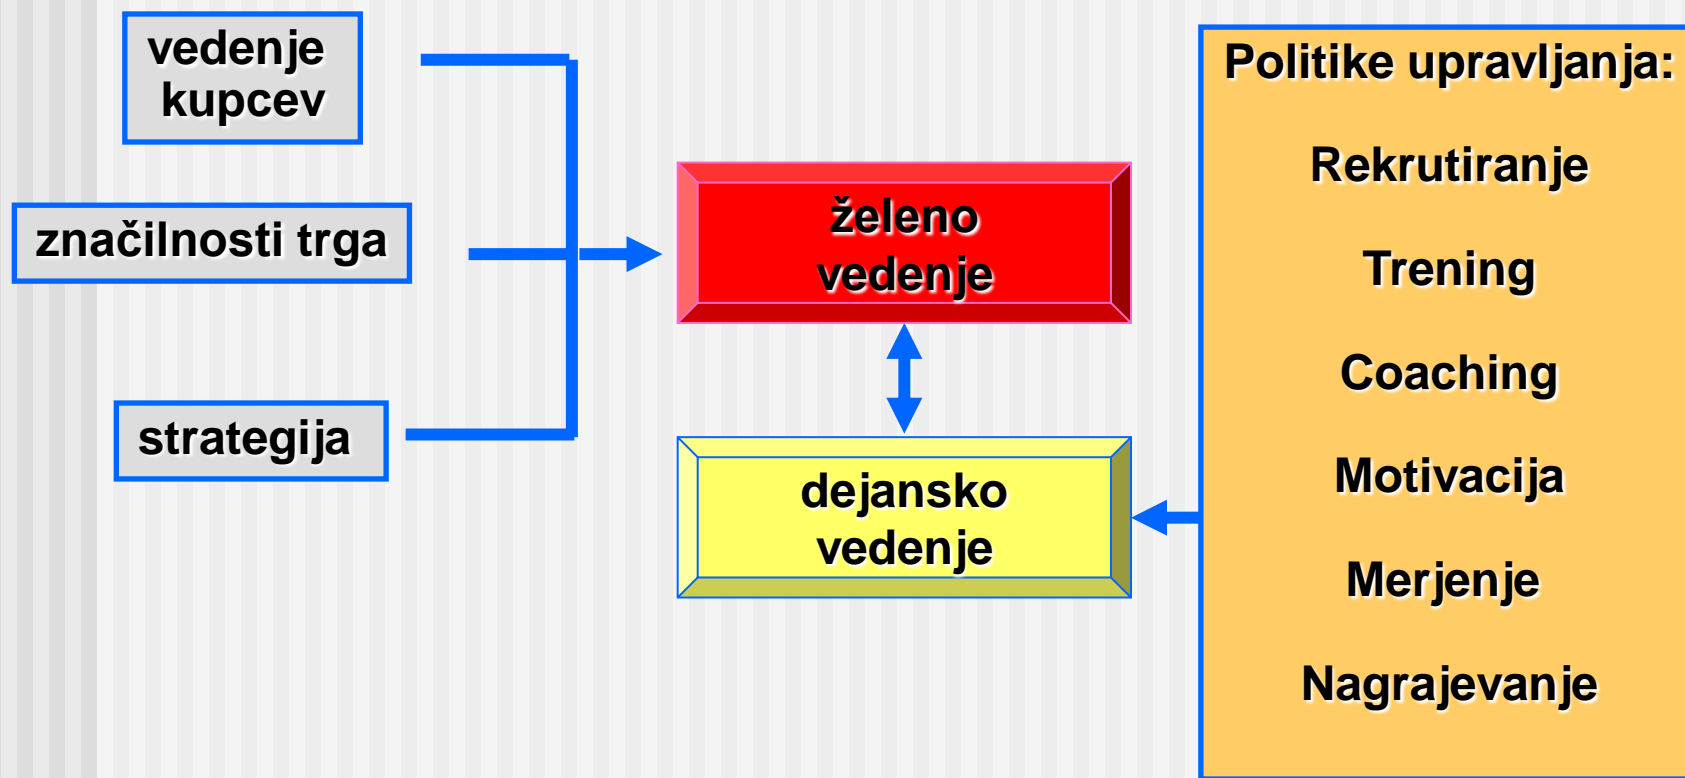 vedenje
kupcev
značilnosti trga
strategija
želeno
vedenje
dejansko
vedenje
Politike upravljanja:
Rekrutiranje
Trening
Coaching
Motivacija
Merjenje
Nagrajevanje